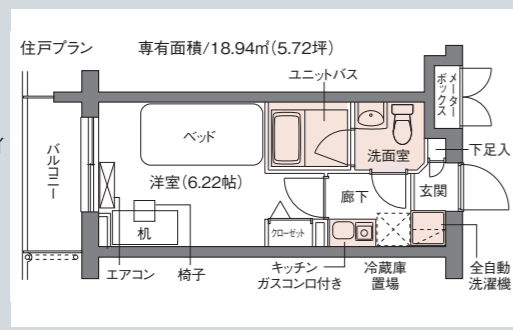 住戸プラン 専有面積/18.94㎡(5.72坪)
ユニットバス
メーターボックス
ベッド
洗面室
下足入
バルコニー
洋室(6.22帖)
廊下
玄関
机
クローゼット
エアコン
椅子
キッチン
ガスコンロ付き
冷蔵庫
置場
全自動
洗濯機